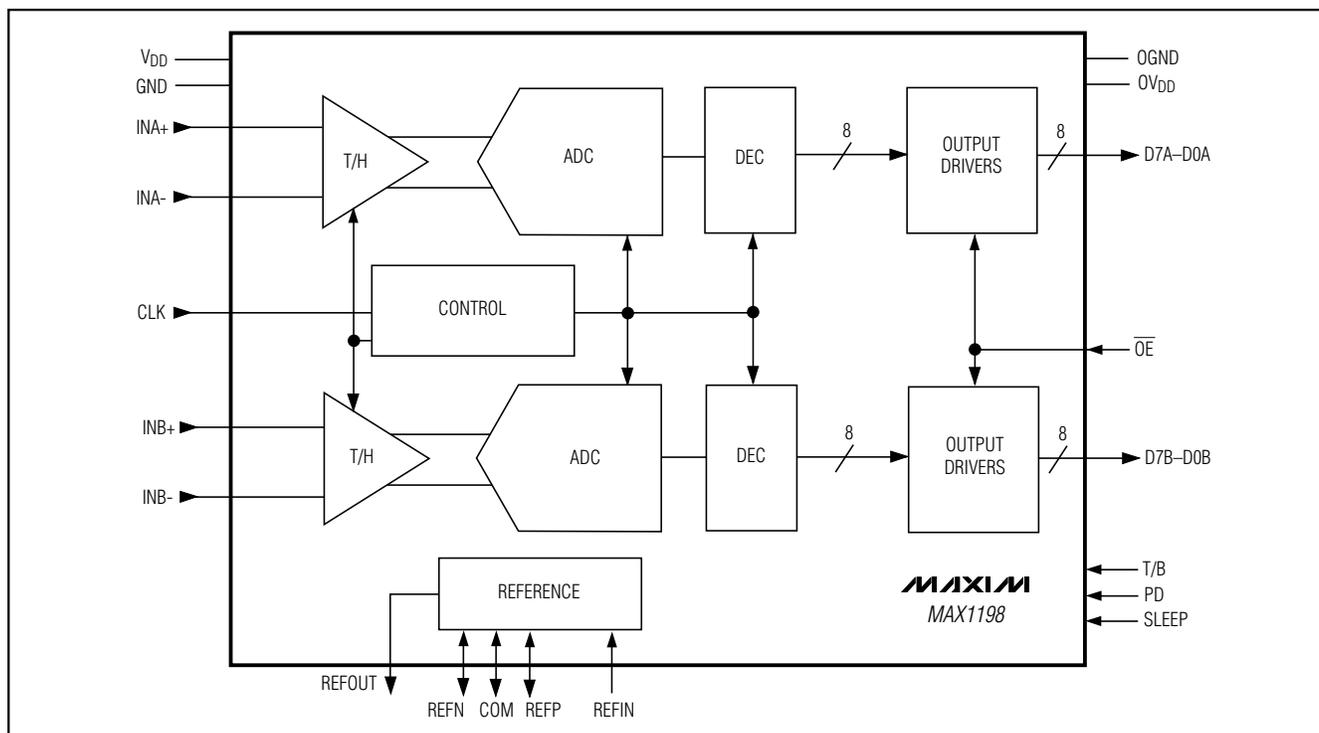 VDD
GND
OGND
OVDD
INA+
INA-
T/H
ADC
DEC
8
OUTPUT
DRIVERS
8
D7A–D0A
CLK
CONTROL
OE
INB+
INB-
T/H
ADC
DEC
8
OUTPUT
DRIVERS
8
D7B–D0B
REFERENCE
MAXIM
MAX1198
T/B
PD
SLEEP
REFOUT
REFN
COM
REFP
REFIN